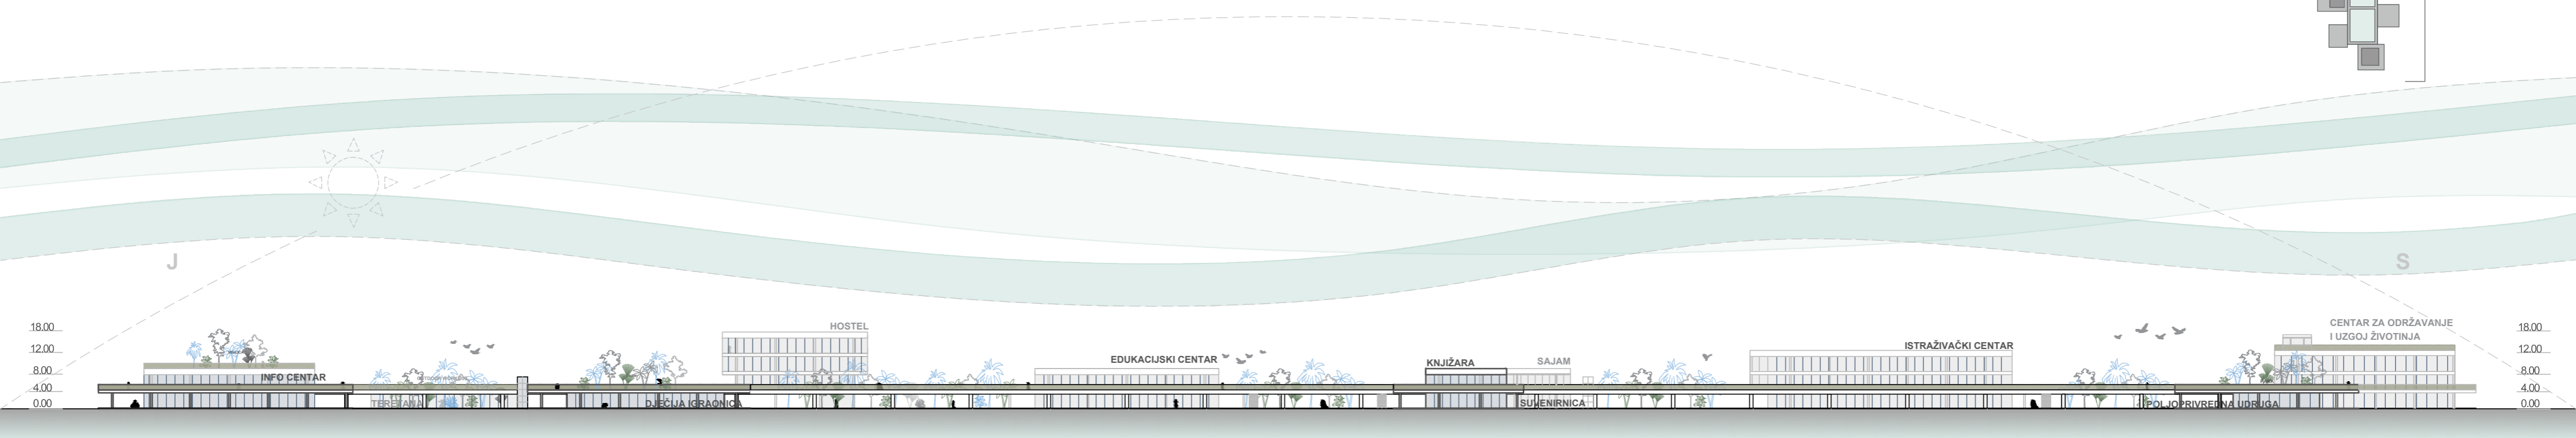 J
S
18.00
12.00
8.00
4.00
0.00
HOSTEL
INFO CENTAR
TERETANA
DJEČIJA IGRAONICA
EDUKACIJSKI CENTAR
KNJIŽARA
SAJAM
SUVENIRNICA
ISTRAŽIVAČKI CENTAR
CENTAR ZA ODRŽAVANJE
I UZGOJ ŽIVOTINJA
POLJOPRIVREDNA UDRUGA
18.00
12.00
8.00
4.00
0.00